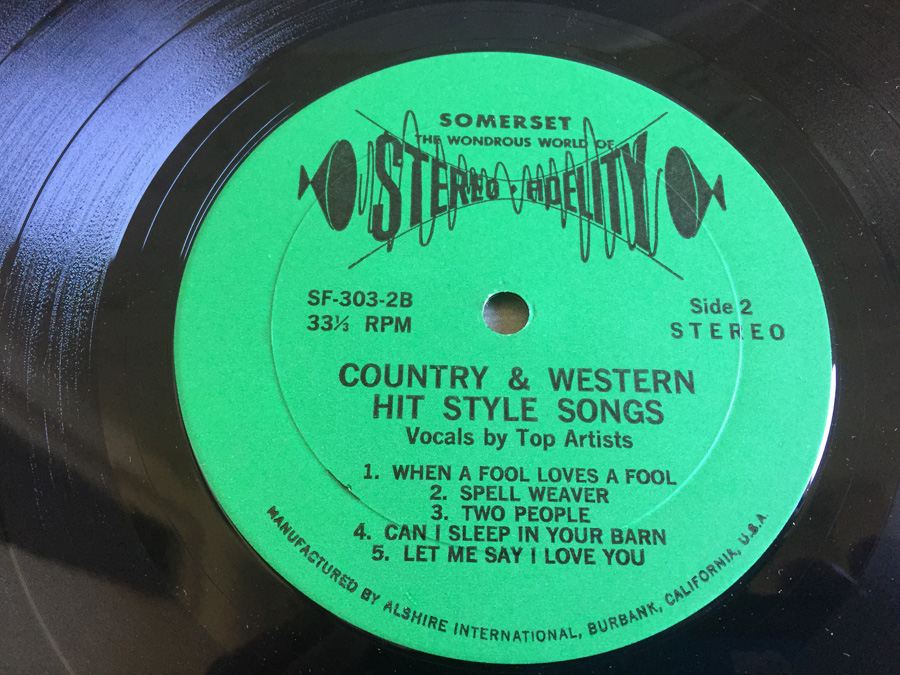 SOMERSET
THE WONDROUS WORLD OF
STEREO · FIDELITY
SF-303-2B
Side 2
33⅓ RPM
STEREO
COUNTRY & WESTERN
HIT STYLE SONGS
Vocals by Top Artists
1. WHEN A FOOL LOVES A FOOL
2. SPELL WEAVER
3. TWO PEOPLE
4. CAN I SLEEP IN YOUR BARN
5. LET ME SAY I LOVE YOU
MANUFACTURED BY ALSHIRE INTERNATIONAL, BURBANK, CALIFORNIA, U.S.A.